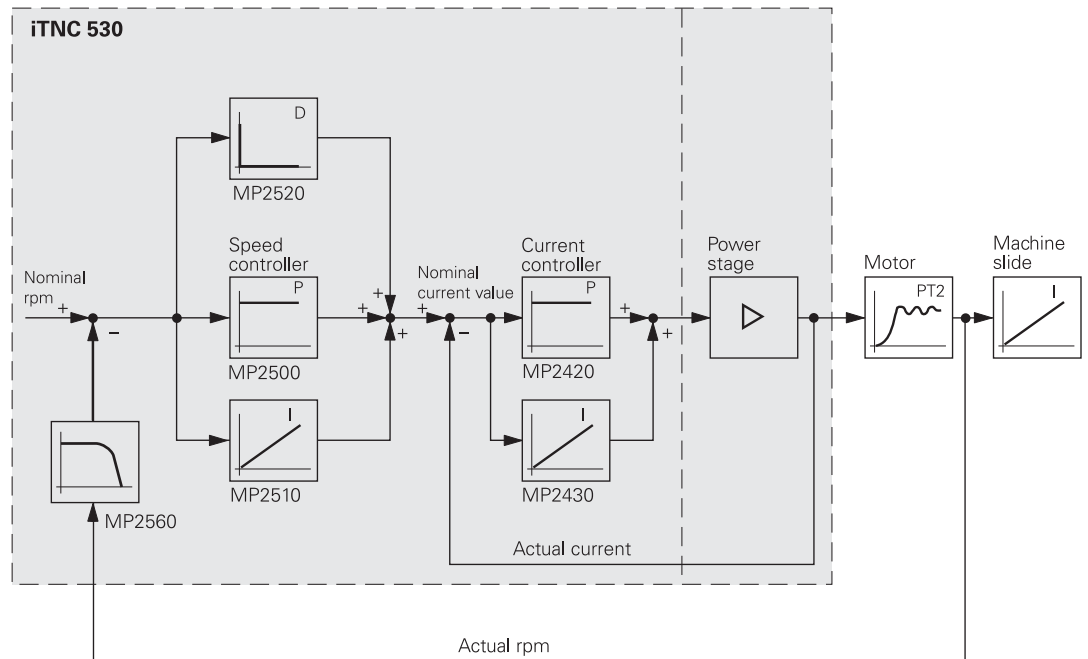 iTNC 530
D
MP2520
Speed
controller
P
MP2500
I
MP2510
Nominal
rpm
+
–
MP2560
+
+
+
Nominal
current value
+
–
Current
controller
P
MP2420
I
MP2430
+
+
Actual current
Power
stage
Motor
PT2
Machine
slide
I
Actual rpm